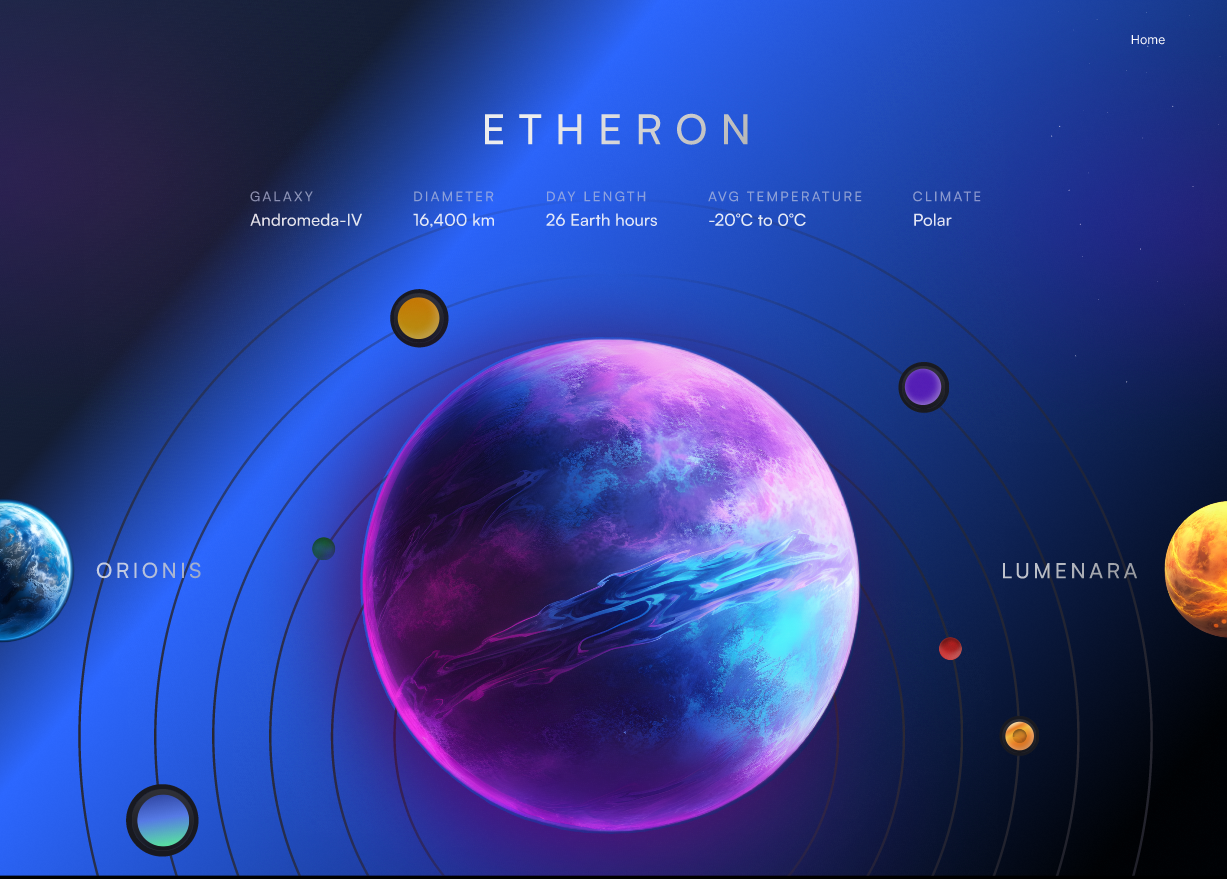 Home
ETHERON
GALAXY
Andromeda-IV
DIAMETER
16,400 km
DAY LENGTH
26 Earth hours
AVG TEMPERATURE
-20°C to 0°C
CLIMATE
Polar
ORIONIS
LUMENARA